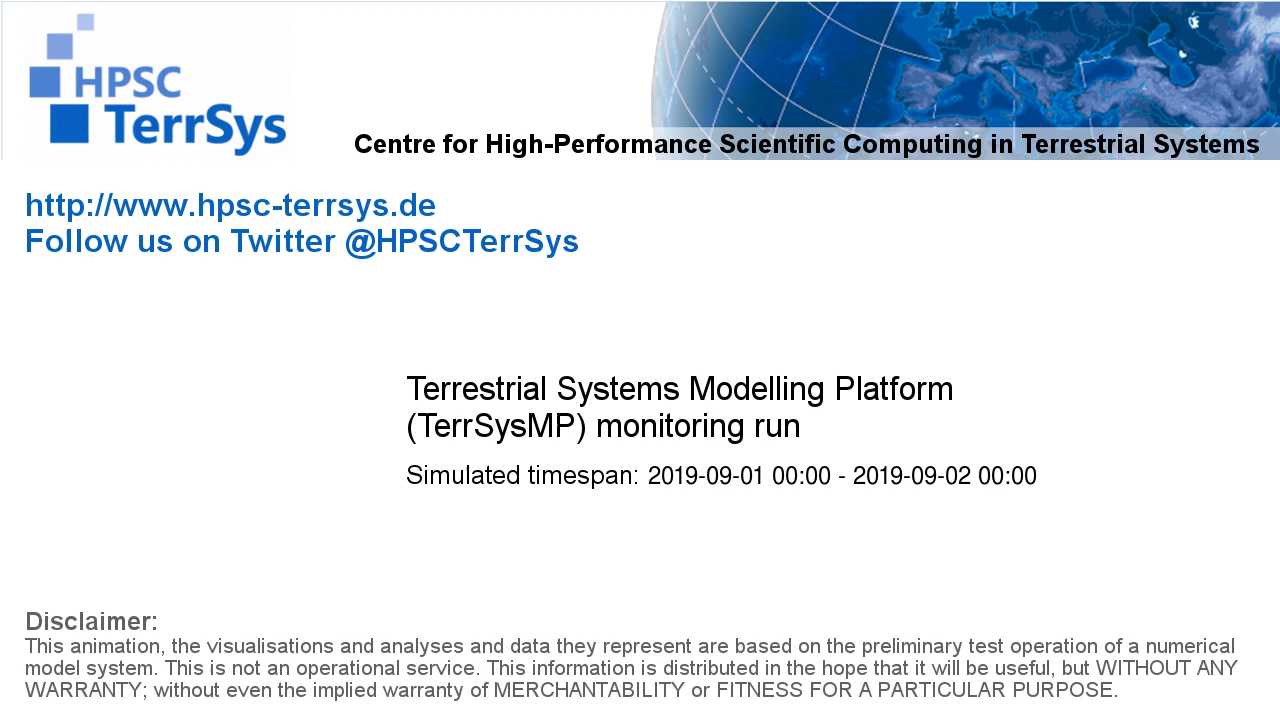 HPSC
TerrSys
Centre for High-Performance Scientific Computing in Terrestrial Systems
http://www.hpsc-terrsys.de
Follow us on Twitter @HPSCTerrSys
Terrestrial Systems Modelling Platform
(TerrSysMP) monitoring run
Simulated timespan: 2019-09-01 00:00 - 2019-09-02 00:00
Disclaimer:
This animation, the visualisations and analyses and data they represent are based on the preliminary test operation of a numerical
model system. This is not an operational service. This information is distributed in the hope that it will be useful, but WITHOUT ANY
WARRANTY; without even the implied warranty of MERCHANTABILITY or FITNESS FOR A PARTICULAR PURPOSE.